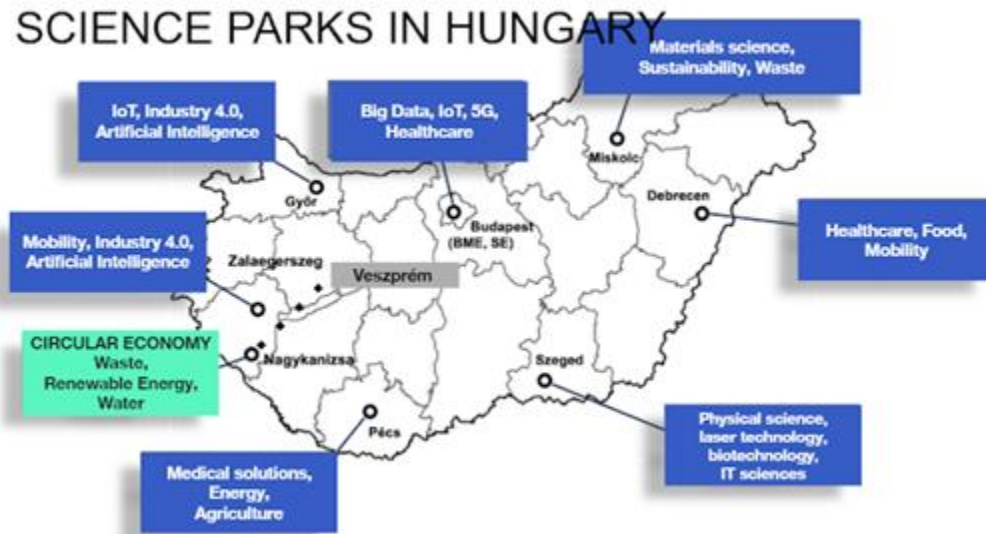 SCIENCE PARKS IN HUNGARY
Materials science,
Sustainability, Waste
IoT, Industry 4.0,
Artificial Intelligence
Big Data, IoT, 5G,
Healthcare
Miskolc
Győr
Debrecen
Budapest
(BME, SE)
Healthcare, Food,
Mobility
Mobility, Industry 4.0,
Artificial Intelligence
Zalaegerszeg
Veszprém
CIRCULAR ECONOMY
Waste,
Renewable Energy,
Water
Nagykanizsa
Szeged
Pécs
Physical science,
laser technology,
biotechnology,
IT sciences
Medical solutions,
Energy,
Agriculture